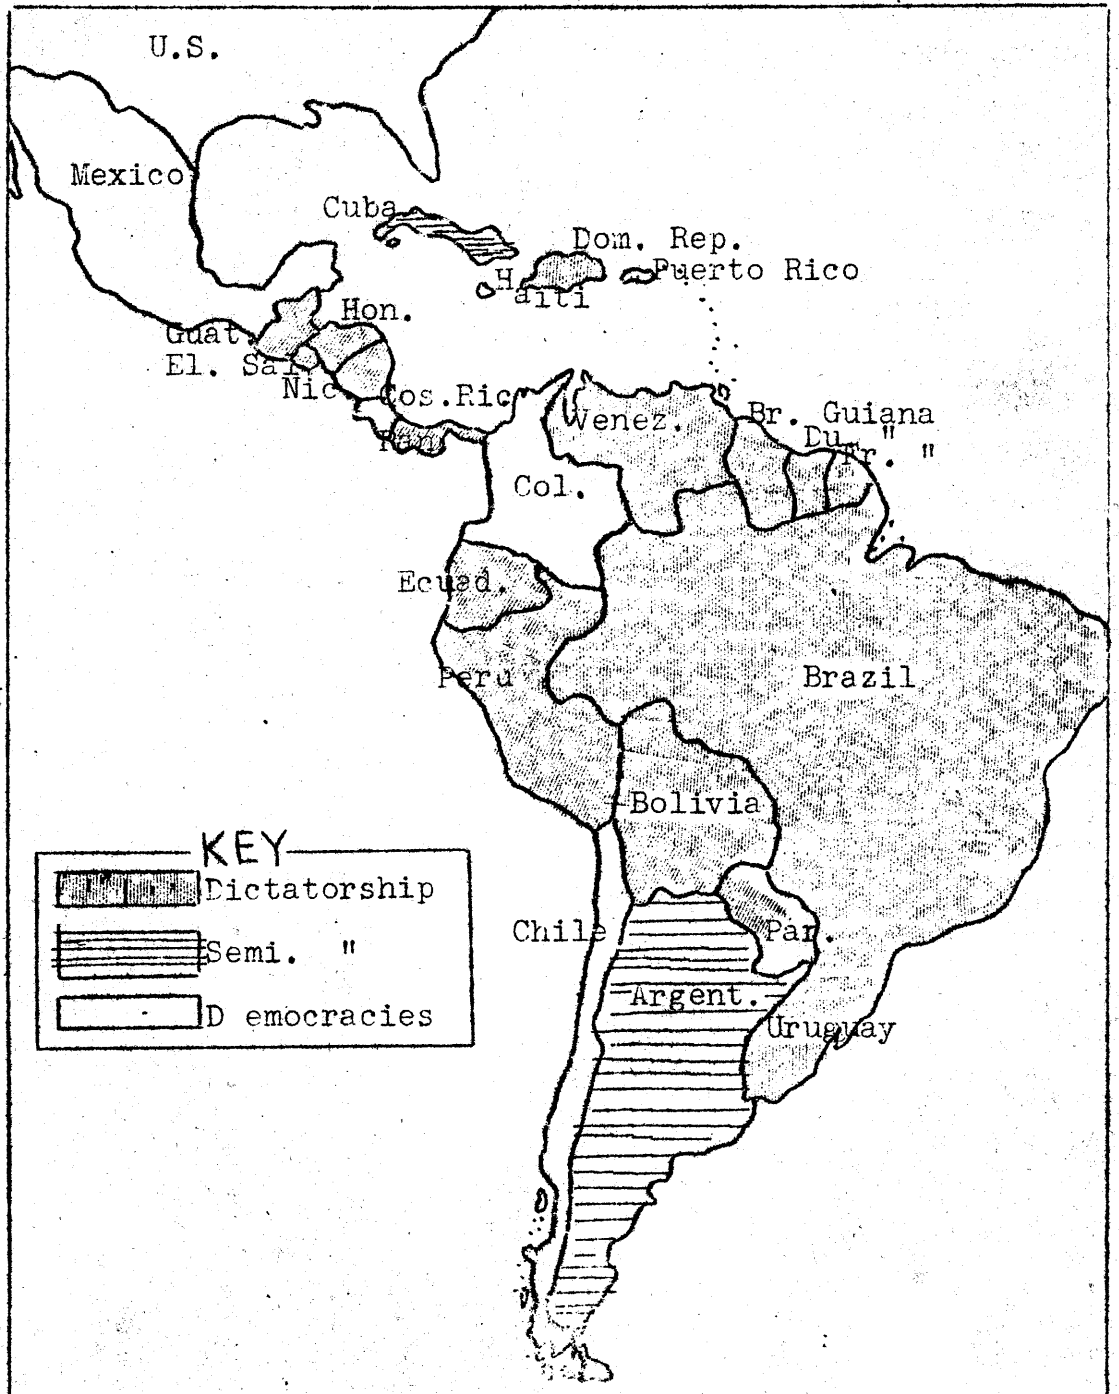 U.S.
Mexico
Cuba
Dom. Rep.
Haiti
Puerto Rico
Guat.
Hon.
El. Sal.
Nic.
Cos.Ric
Pan.
Venez.
Br. Guiana
Du. "
Fr. "
Col.
Ecuad.
Peru
Brazil
Bolivia
KEY
Dictatorship
Semi. "
D emocracies
Chile
Par.
Argent.
Uruguay